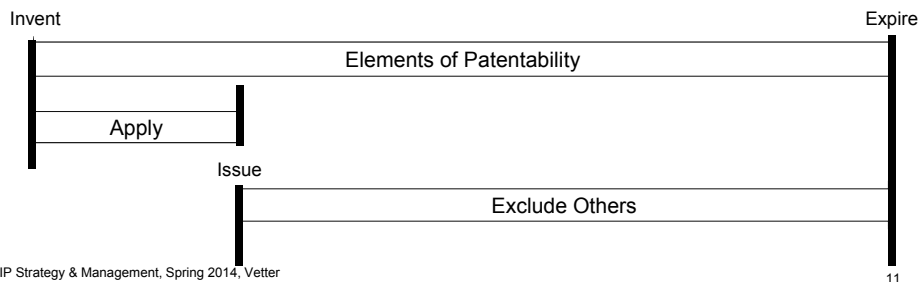 Invent Expire
Elements of Patentability
Apply
Issue
Exclude Others
IP Strategy & Management, Spring 2014, Vetter
11